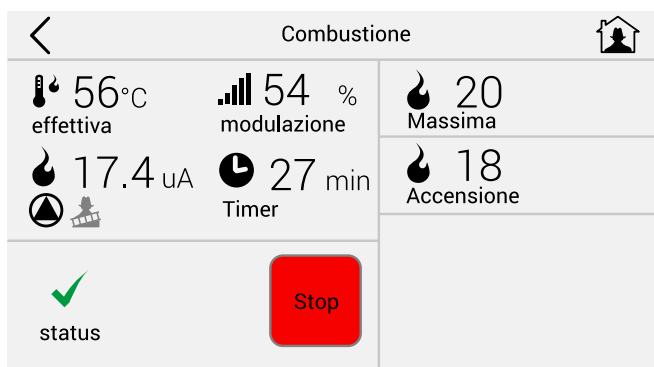 Combustione
56°C
effettiva
54 %
modulazione
17.4 uA
27 min
Timer
status
Stop
20
Massima
18
Accensione